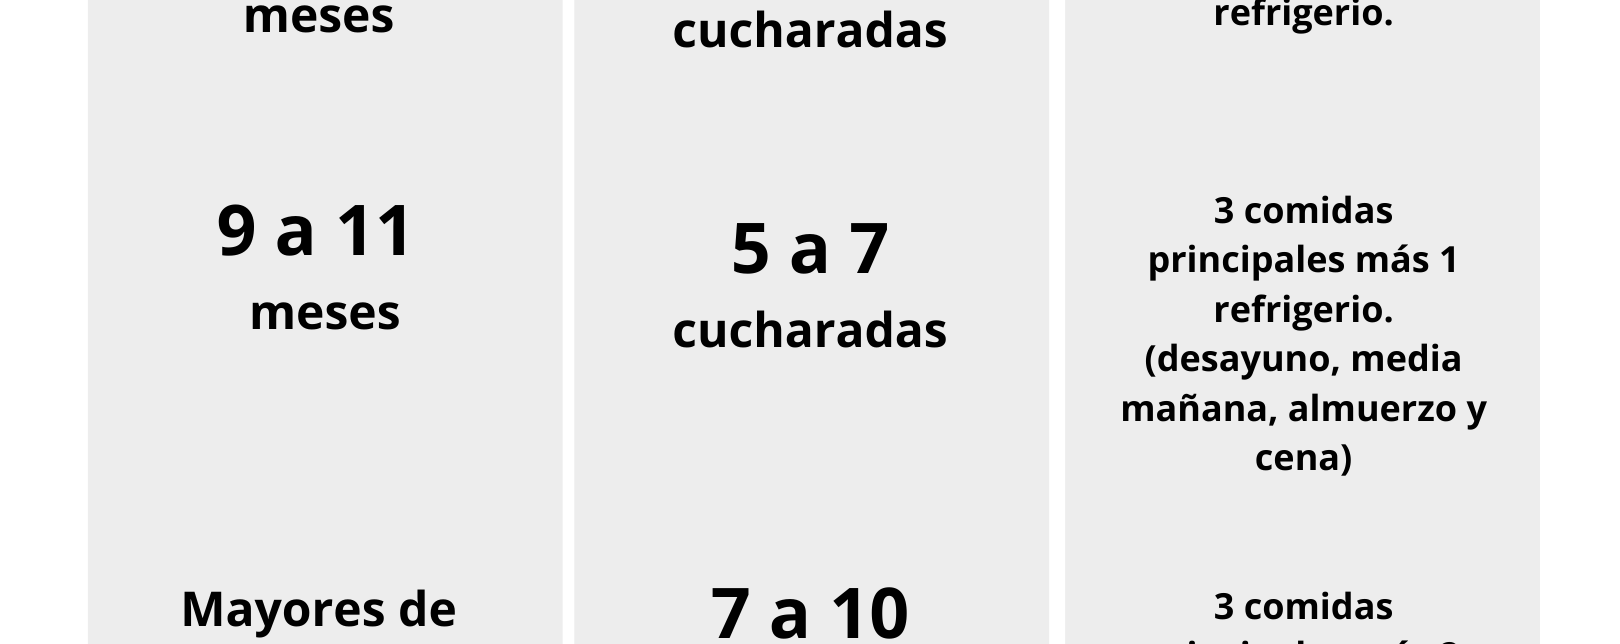 meses
cucharadas
refrigerio.
9 a 11
meses
5 a 7
cucharadas
3 comidas
principales más 1
refrigerio.
(desayuno, media
mañana, almuerzo y
cena)
Mayores de
7 a 10
3 comidas